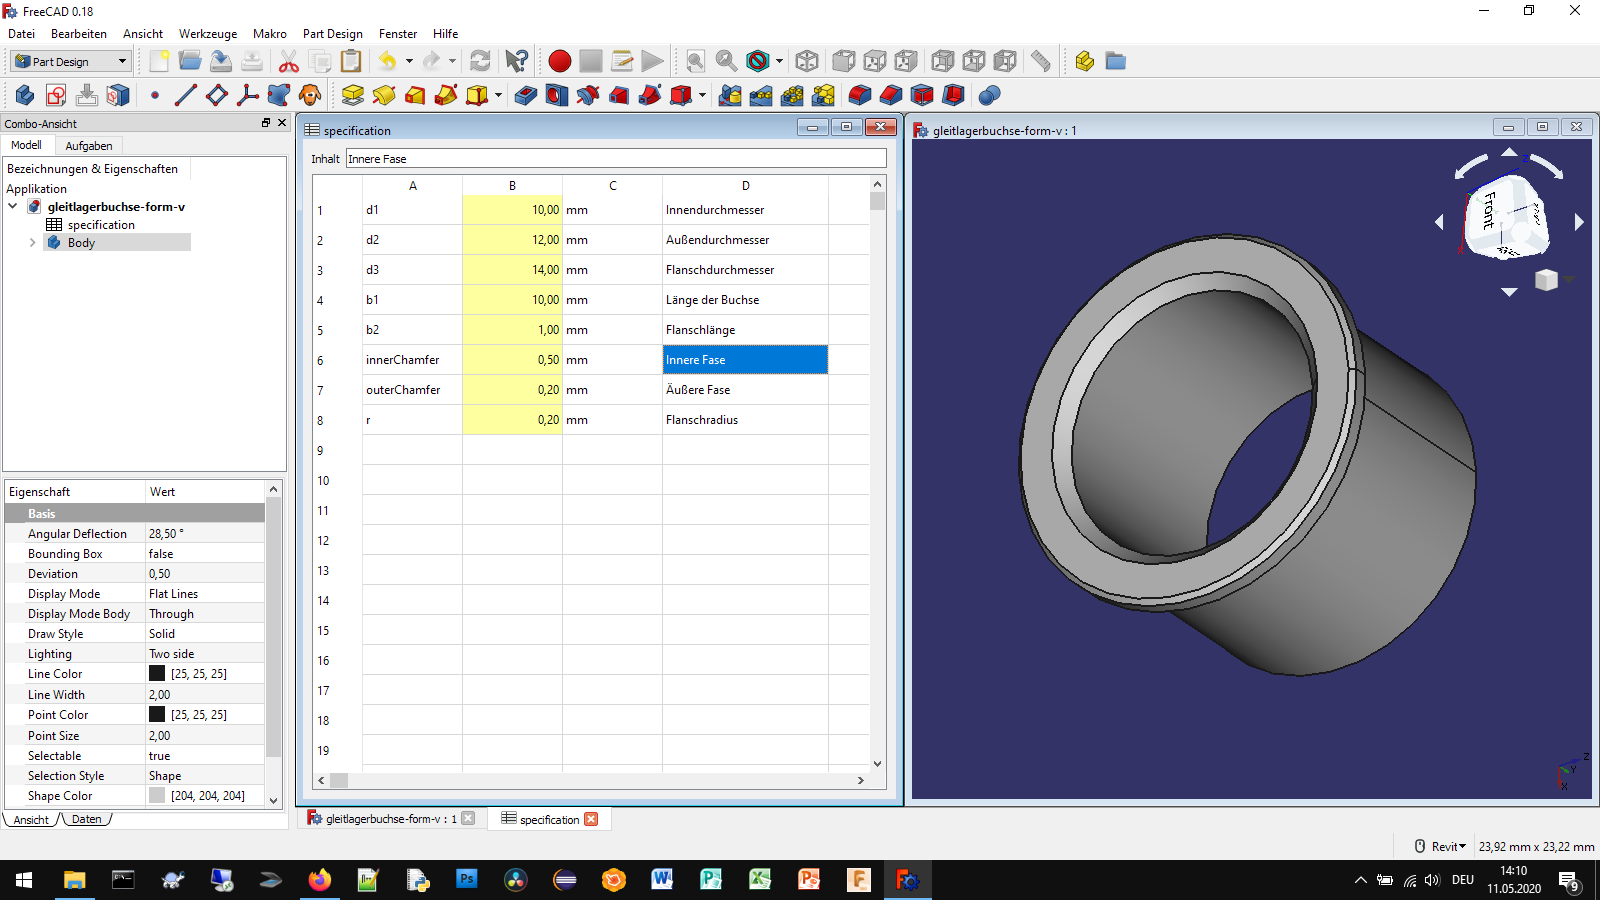 FreeCAD 0.18
Datei Bearbeiten Ansicht Werkzeuge Makro Part Design Fenster Hilfe
Part Design
Combo-Ansicht
Modell Aufgaben
Bezeichnungen & Eigenschaften
Applikation
gleitlagerbuchse-form-v
specification
Body
Eigenschaft Wert
Basis
Angular Deflection 28,50 °
Bounding Box false
Deviation 0,50
Display Mode Flat Lines
Display Mode Body Through
Draw Style Solid
Lighting Two side
Line Color [25, 25, 25]
Line Width 2,00
Point Color [25, 25, 25]
Point Size 2,00
Selectable true
Selection Style Shape
Shape Color [204, 204, 204]
Ansicht Daten
specification
Inhalt Innere Fase
A B C D
1 d1 10,00 mm Innendurchmesser
2 d2 12,00 mm Außendurchmesser
3 d3 14,00 mm Flanschdurchmesser
4 b1 10,00 mm Länge der Buchse
5 b2 1,00 mm Flanschlänge
6 innerChamfer 0,50 mm Innere Fase
7 outerChamfer 0,20 mm Äußere Fase
8 r 0,20 mm Flanschradius
9
10
11
12
13
14
15
16
17
18
19
gleitlagerbuchse-form-v : 1
Front
X
Z
Y
X
gleitlagerbuchse-form-v : 1 specification
Revit 23,92 mm x 23,22 mm
DEU
14:10
11.05.2020
9